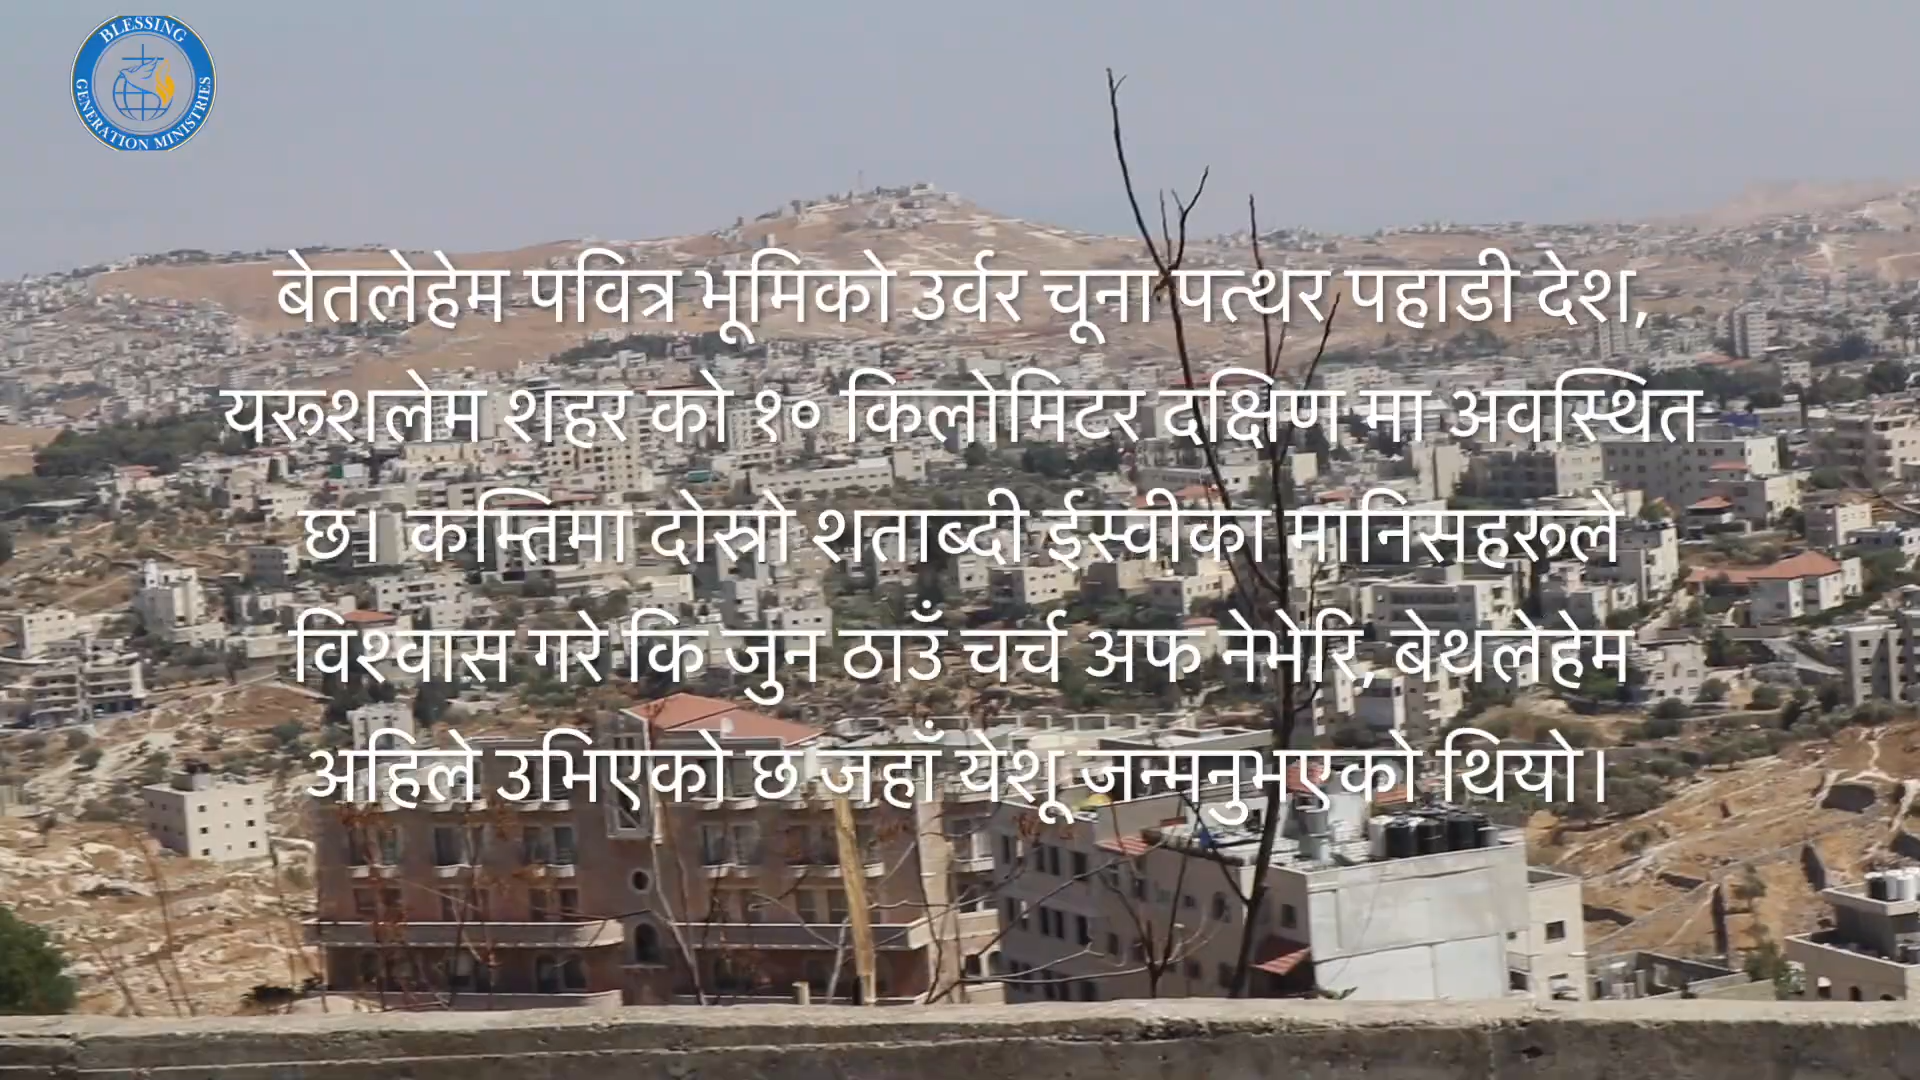 BLESSING
GENERATION MINISTRIES
बेतलेहेम पवित्र भूमिको उर्वर चूना पत्थर पहाडी देश,
यरूशलेम शहर को १० किलोमिटर दक्षिण मा अवस्थित
छ। कम्तिमा दोस्रो शताब्दी ईस्वीका मानिसहरूले
विश्वास गरे कि जुन ठाउँ चर्च अफ नेभेरि, बेथलेहेम
अहिले उभिएको छ जहाँ येशू जन्मनुभएको थियो।